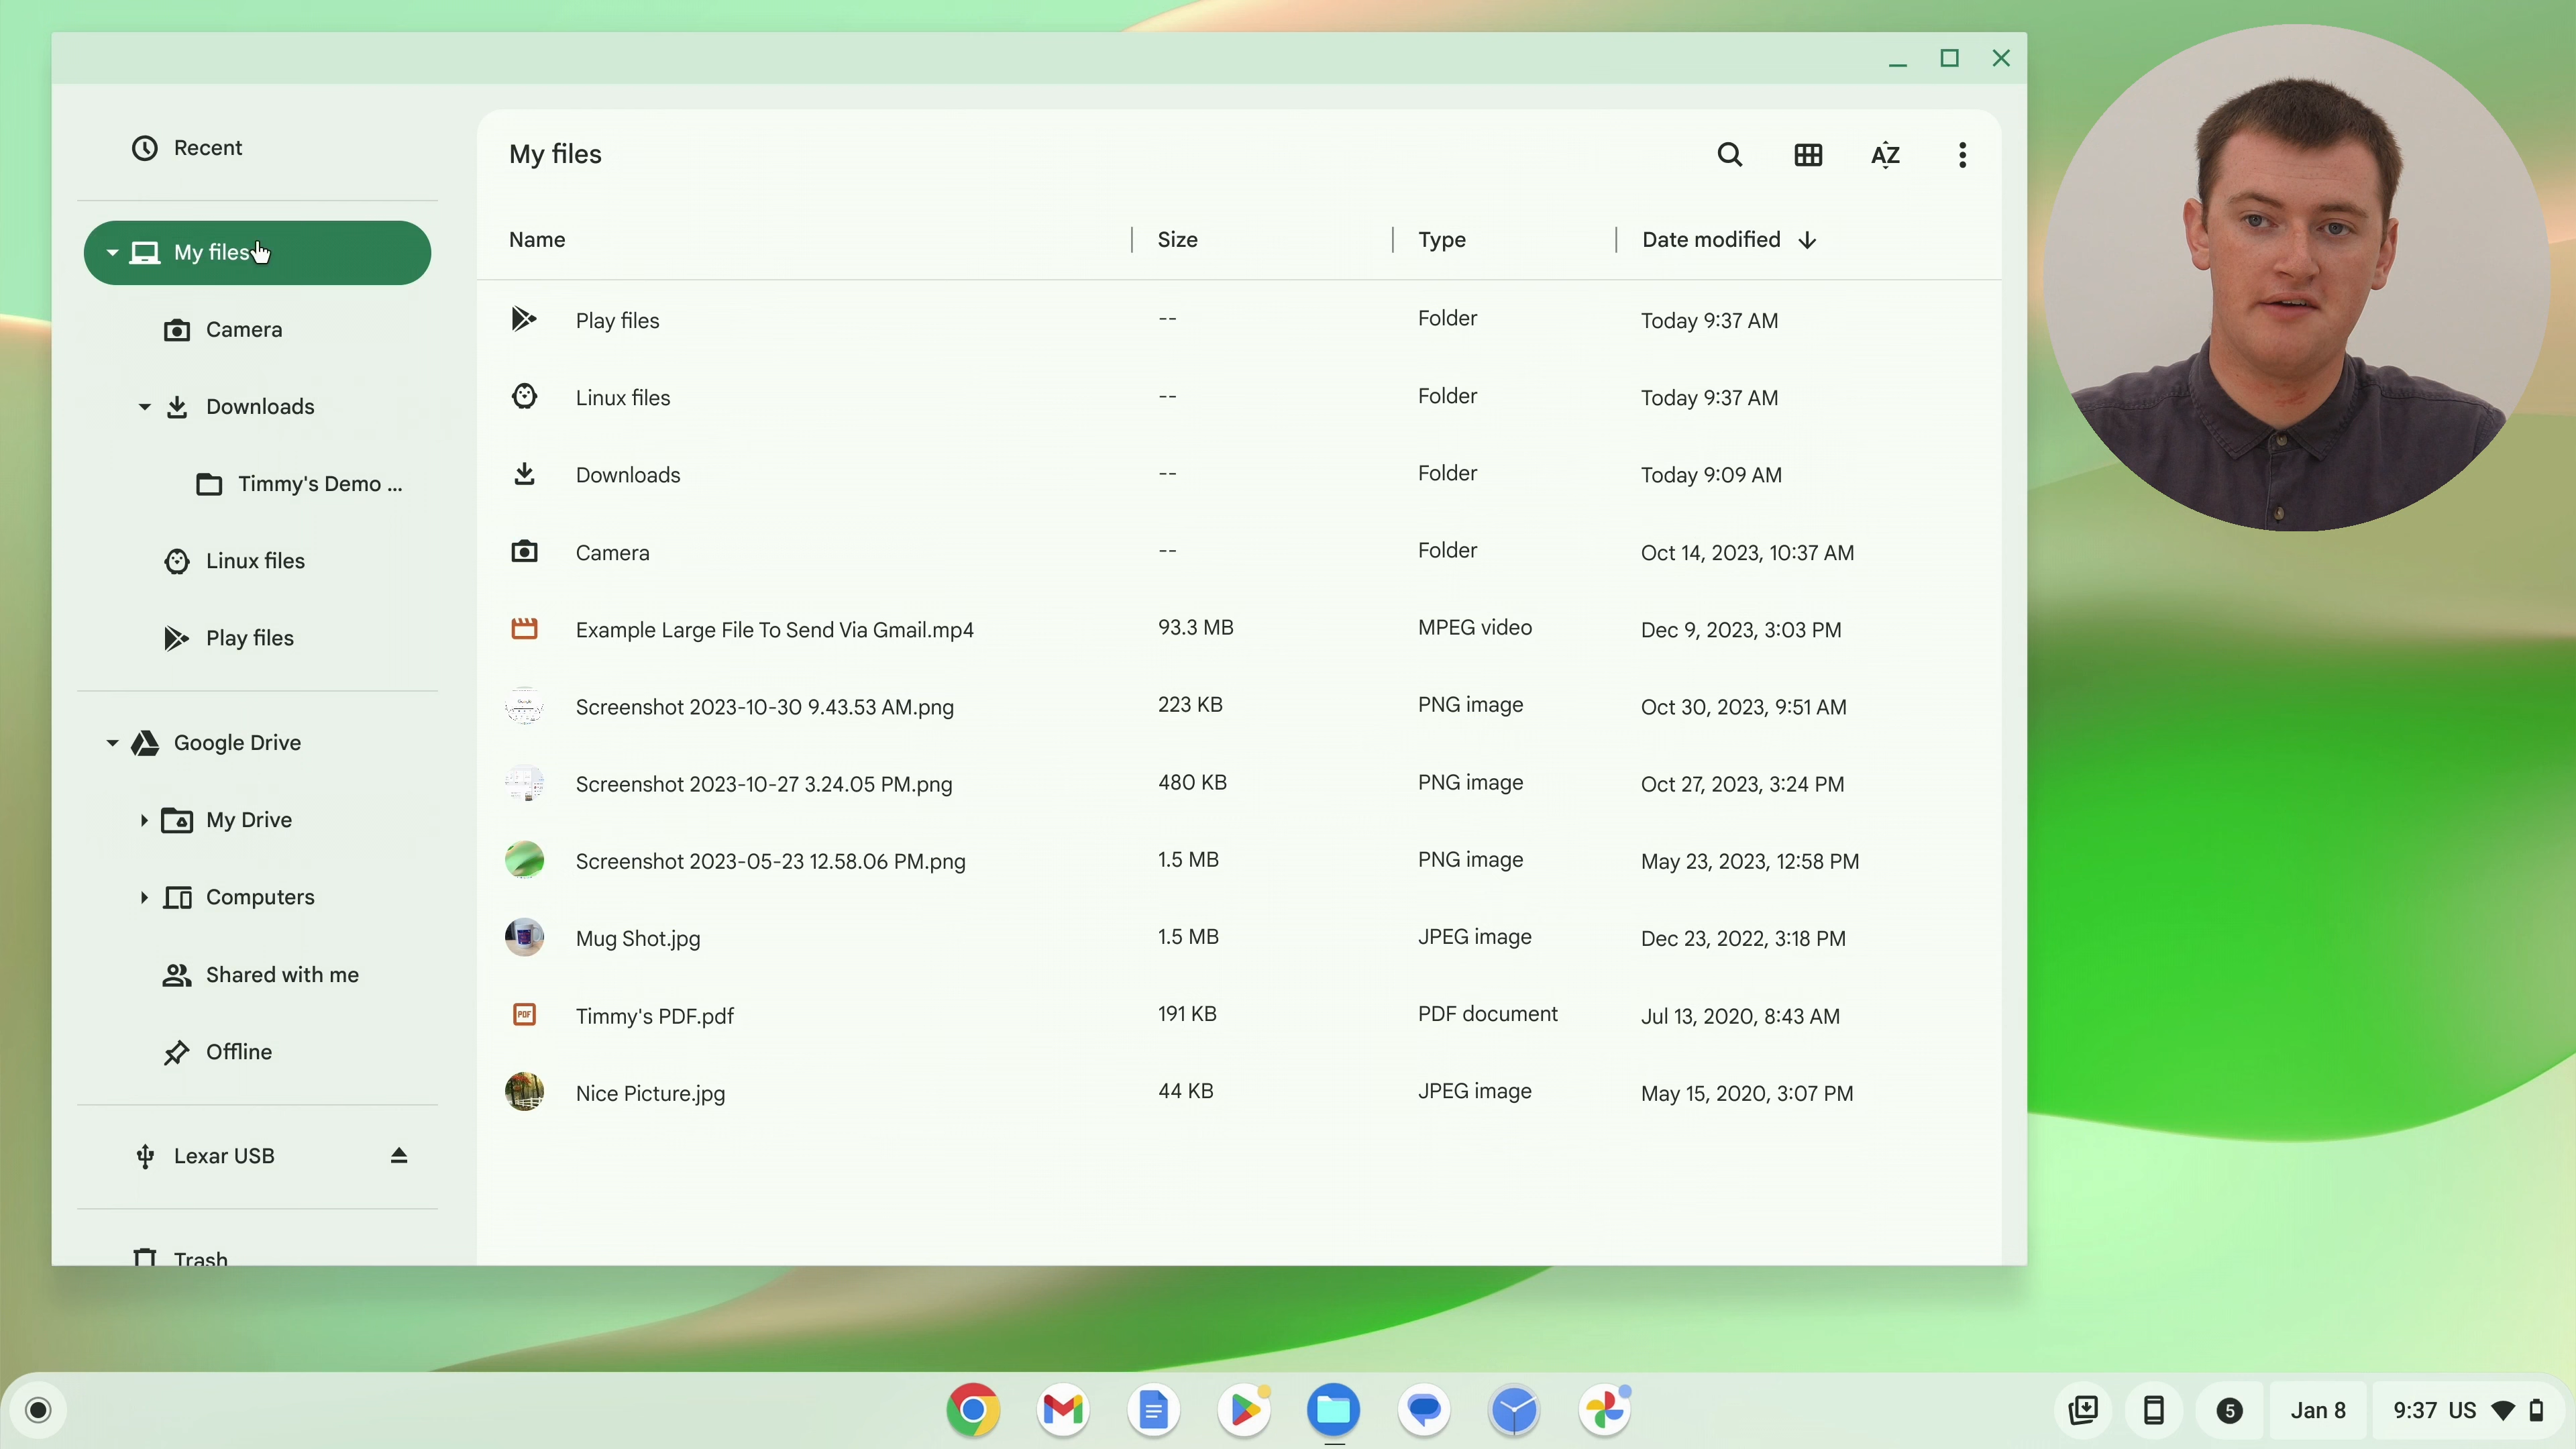 Recent
My files
Camera
Downloads
Timmy's Demo ...
Linux files
Play files
Google Drive
My Drive
Computers
Shared with me
Offline
Lexar USB
Trash
My files
AZ
Name Size Type Date modified
Play files -- Folder Today 9:37 AM
Linux files -- Folder Today 9:37 AM
Downloads -- Folder Today 9:09 AM
Camera -- Folder Oct 14, 2023, 10:37 AM
Example Large File To Send Via Gmail.mp4 93.3 MB MPEG video Dec 9, 2023, 3:03 PM
Screenshot 2023-10-30 9.43.53 AM.png 223 KB PNG image Oct 30, 2023, 9:51 AM
Screenshot 2023-10-27 3.24.05 PM.png 480 KB PNG image Oct 27, 2023, 3:24 PM
Screenshot 2023-05-23 12.58.06 PM.png 1.5 MB PNG image May 23, 2023, 12:58 PM
Mug Shot.jpg 1.5 MB JPEG image Dec 23, 2022, 3:18 PM
PDF Timmy's PDF.pdf 191 KB PDF document Jul 13, 2020, 8:43 AM
Nice Picture.jpg 44 KB JPEG image May 15, 2020, 3:07 PM
5 Jan 8 9:37 US